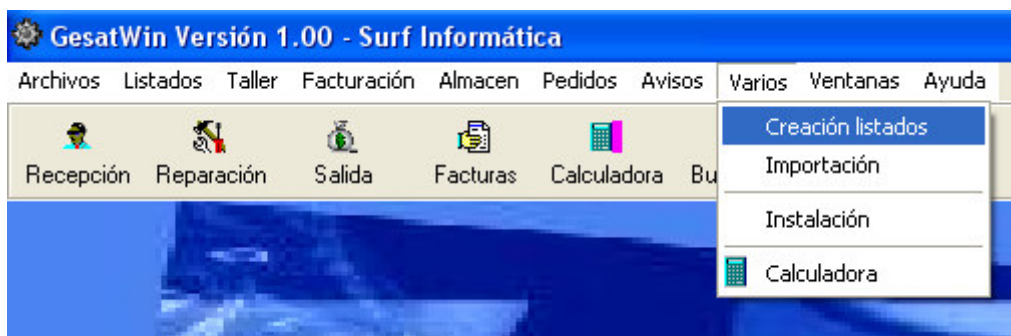 GesatWin Versión 1.00 - Surf Informática
Archivos Listados Taller Facturación Almacen Pedidos Avisos Varios Ventanas Ayuda
Recepción Reparación Salida Facturas Calculadora Bu
Creación listados
Importación
Instalación
Calculadora